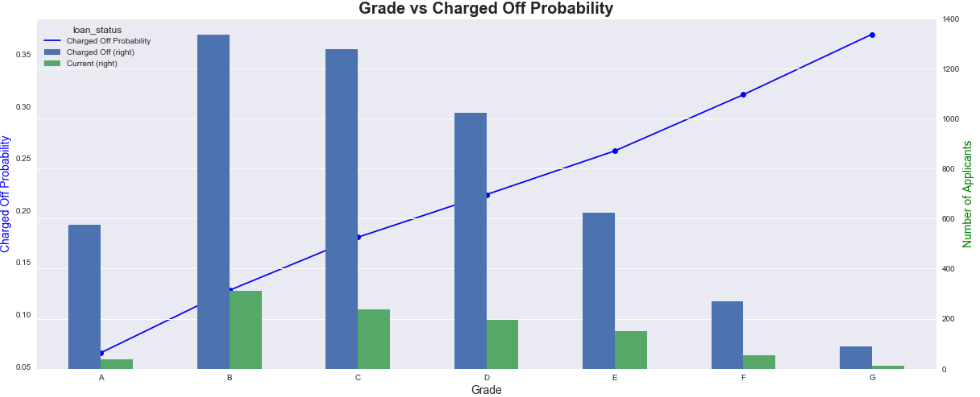 Grade vs Charged Off Probability
loan_status
Charged Off Probability
Charged Off (right)
Current (right)
Charged Off Probability
0.35
0.30
0.25
0.20
0.15
0.10
0.05
1400
1200
1000
800
600
400
200
0
Number of Applicants
A B C D E F G
Grade